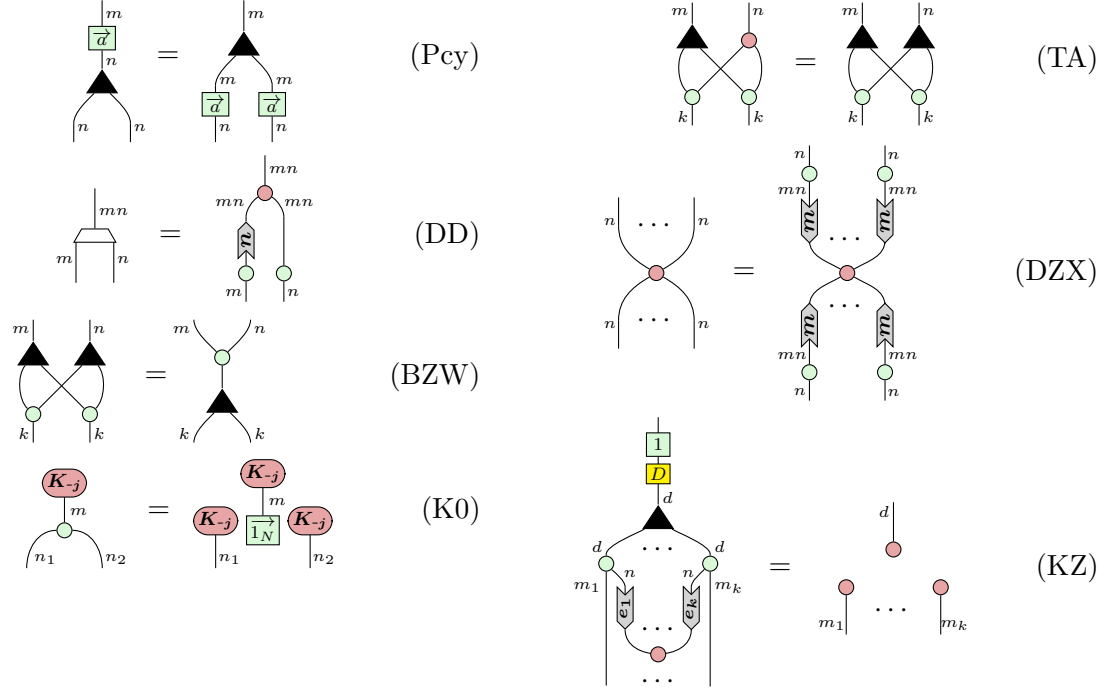 m m
a⃗ n = m m a⃗ a⃗ n n (Pcy)
n n
m n k k = m n k k (TA)
mn m n = mn mn mn n m n (DD)
n ... n n ... n = n n mn mn m ... m ... m m mn mn n n (DZX)
m n k k = m n k k (BZW)
K-j m n1 n2 = K-j m K-j 1N⃗ K-j n1 n2 (K0)
1
D
d
d ... d
m1 n n mk = d m1 ... mk (KZ)
e1 ek
...
...